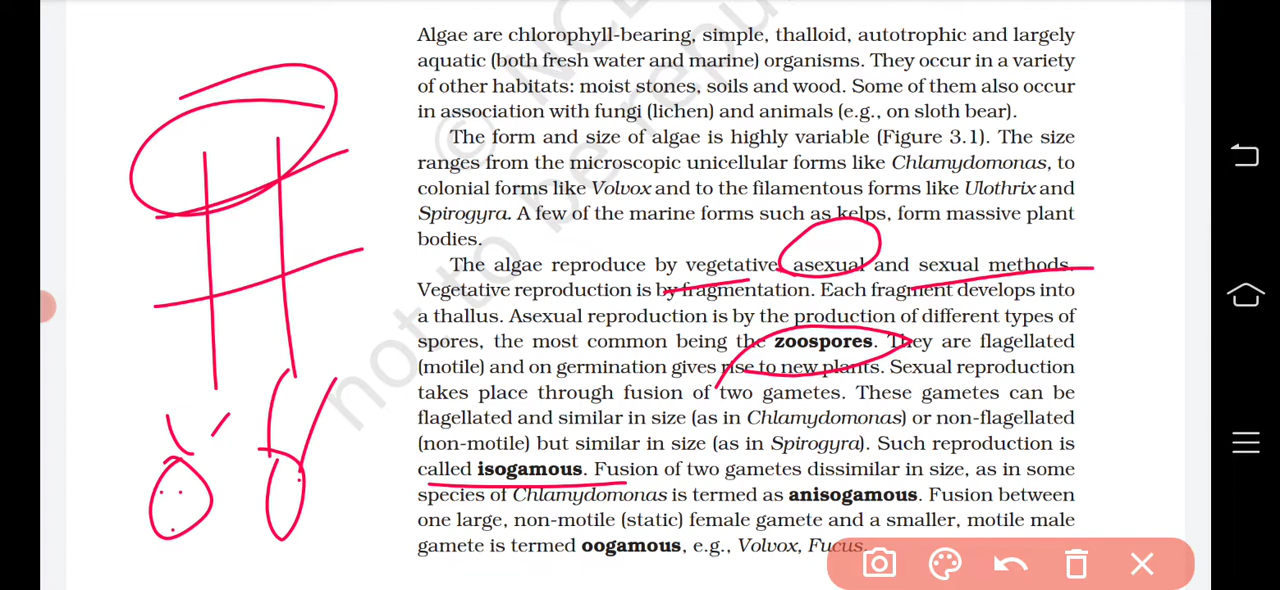 Algae are chlorophyll-bearing, simple, thalloid, autotrophic and largely
aquatic (both fresh water and marine) organisms. They occur in a variety
of other habitats: moist stones, soils and wood. Some of them also occur
in association with fungi (lichen) and animals (e.g., on sloth bear).
The form and size of algae is highly variable (Figure 3.1). The size
ranges from the microscopic unicellular forms like Chlamydomonas, to
colonial forms like Volvox and to the filamentous forms like Ulothrix and
Spirogyra. A few of the marine forms such as kelps, form massive plant
bodies.
The algae reproduce by vegetative, asexual and sexual methods.
Vegetative reproduction is by fragmentation. Each fragment develops into
a thallus. Asexual reproduction is by the production of different types of
spores, the most common being the zoospores. They are flagellated
(motile) and on germination gives rise to new plants. Sexual reproduction
takes place through fusion of two gametes. These gametes can be
flagellated and similar in size (as in Chlamydomonas) or non-flagellated
(non-motile) but similar in size (as in Spirogyra). Such reproduction is
called isogamous. Fusion of two gametes dissimilar in size, as in some
species of Chlamydomonas is termed as anisogamous. Fusion between
one large, non-motile (static) female gamete and a smaller, motile male
gamete is termed oogamous, e.g., Volvox, Fucus.
© N
not to be repu